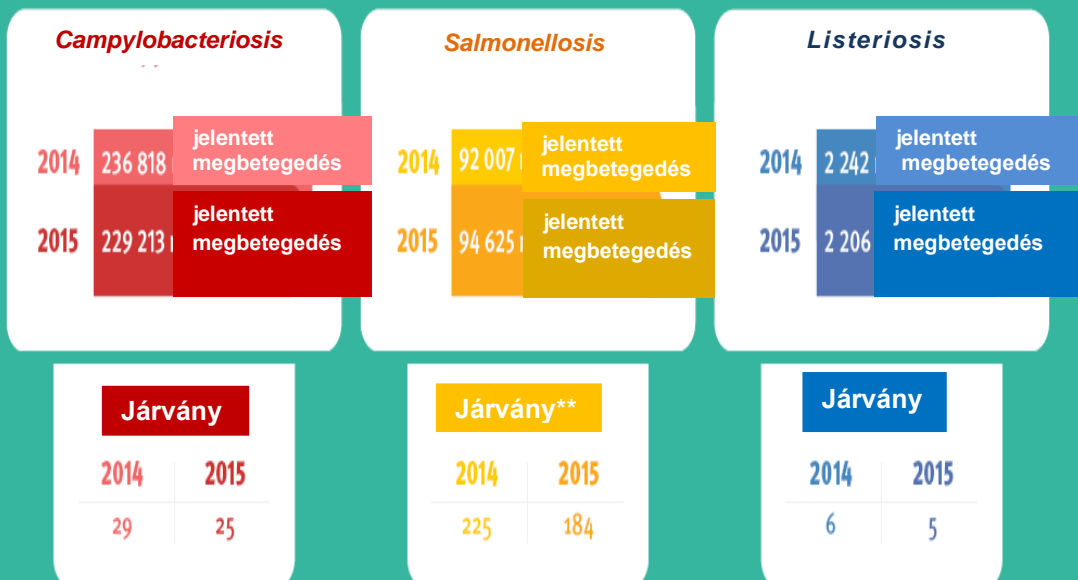 Campylobacteriosis
2014 236 818 jelentett
megbetegedés
2015 229 213 jelentett
megbetegedés
Járvány
2014 2015
29 25
Salmonellosis
2014 92 007 jelentett
megbetegedés
2015 94 625 jelentett
megbetegedés
Járvány**
2014 2015
225 184
Listeriosis
2014 2 242 jelentett
megbetegedés
2015 2 206 jelentett
megbetegedés
Járvány
2014 2015
6 5